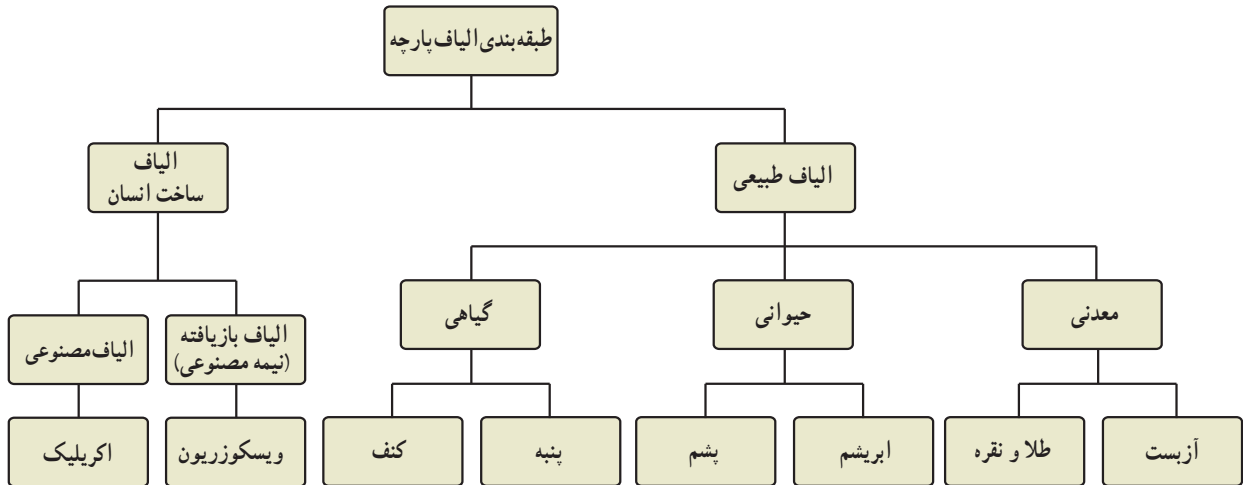 طبقه‌بندی الیاف پارچه
الیاف طبیعی
الیاف
ساخت انسان
معدنی
حیوانی
گیاهی
الیاف بازیافته
(نیمه مصنوعی)
الیاف مصنوعی
آزبست
طلا و نقره
ابریشم
پشم
پنبه
کنف
ویسکوزریون
اکریلیک